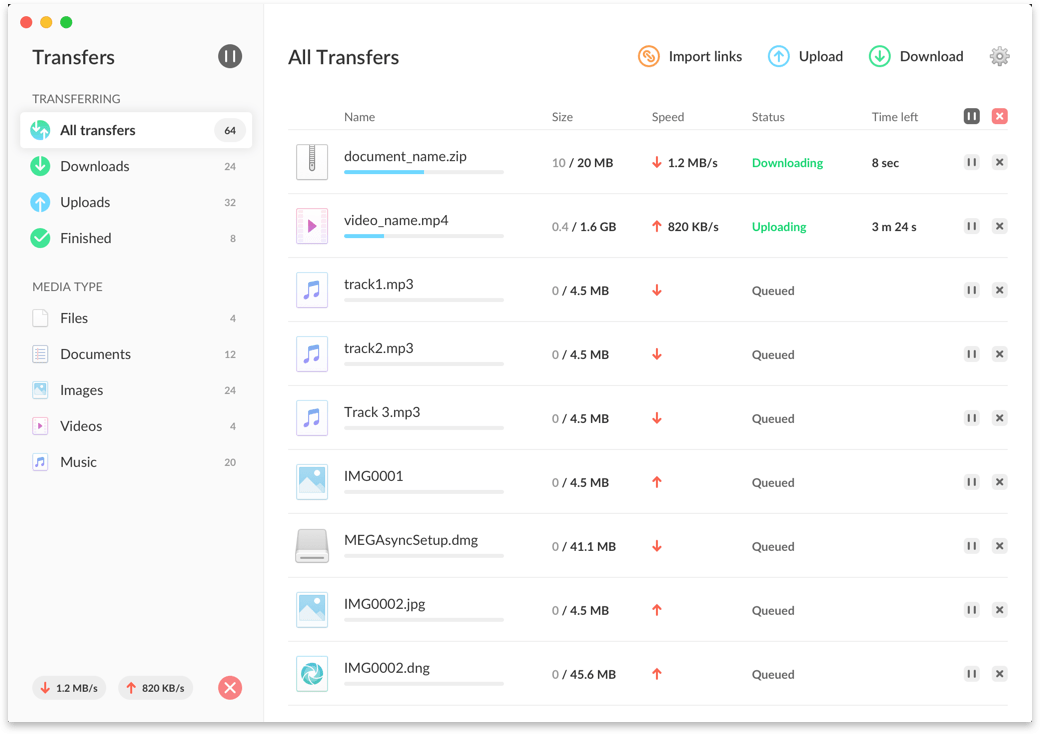 Transfers
TRANSFERRING
All transfers 64
Downloads 24
Uploads 32
Finished 8
MEDIA TYPE
Files 4
Documents 12
Images 24
Videos 4
Music 20
1.2 MB/s 820 KB/s
All Transfers Import links Upload Download
Name Size Speed Status Time left
document_name.zip 10 / 20 MB 1.2 MB/s Downloading 8 sec
video_name.mp4 0.4 / 1.6 GB 820 KB/s Uploading 3 m 24 s
track1.mp3 0 / 4.5 MB Queued
track2.mp3 0 / 4.5 MB Queued
Track 3.mp3 0 / 4.5 MB Queued
IMG0001 0 / 4.5 MB Queued
MEGAsyncSetup.dmg 0 / 41.1 MB Queued
IMG0002.jpg 0 / 4.5 MB Queued
IMG0002.dng 0 / 45.6 MB Queued